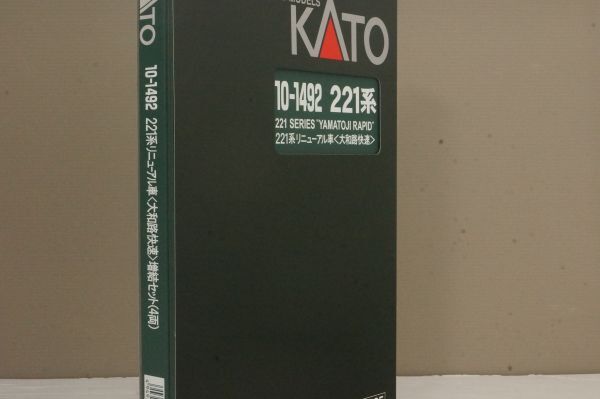 MODELS
KATO
10-1492 221系
221 SERIES "YAMATOJI RAPID"
221系リニューアル車<大和路快速>
KATO
10-1492 221系リニューアル車<大和路快速>増結セット(4両)